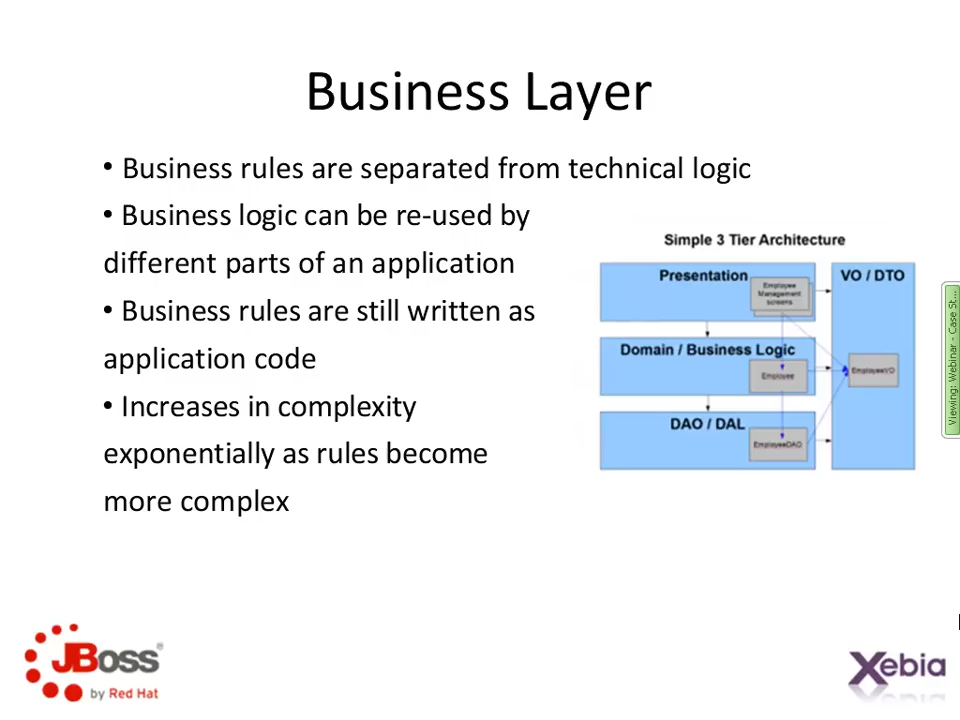 Business Layer
• Business rules are separated from technical logic
• Business logic can be re-used by
different parts of an application
• Business rules are still written as
application code
• Increases in complexity
exponentially as rules become
more complex
Simple 3 Tier Architecture
Presentation
Employee
Management
screens
VO / DTO
Domain / Business Logic
Employee
EmployeeVO
DAO / DAL
EmployeeDAO
Viewing: Webinar - Case St...
JBoss®
by Red Hat
Xebia